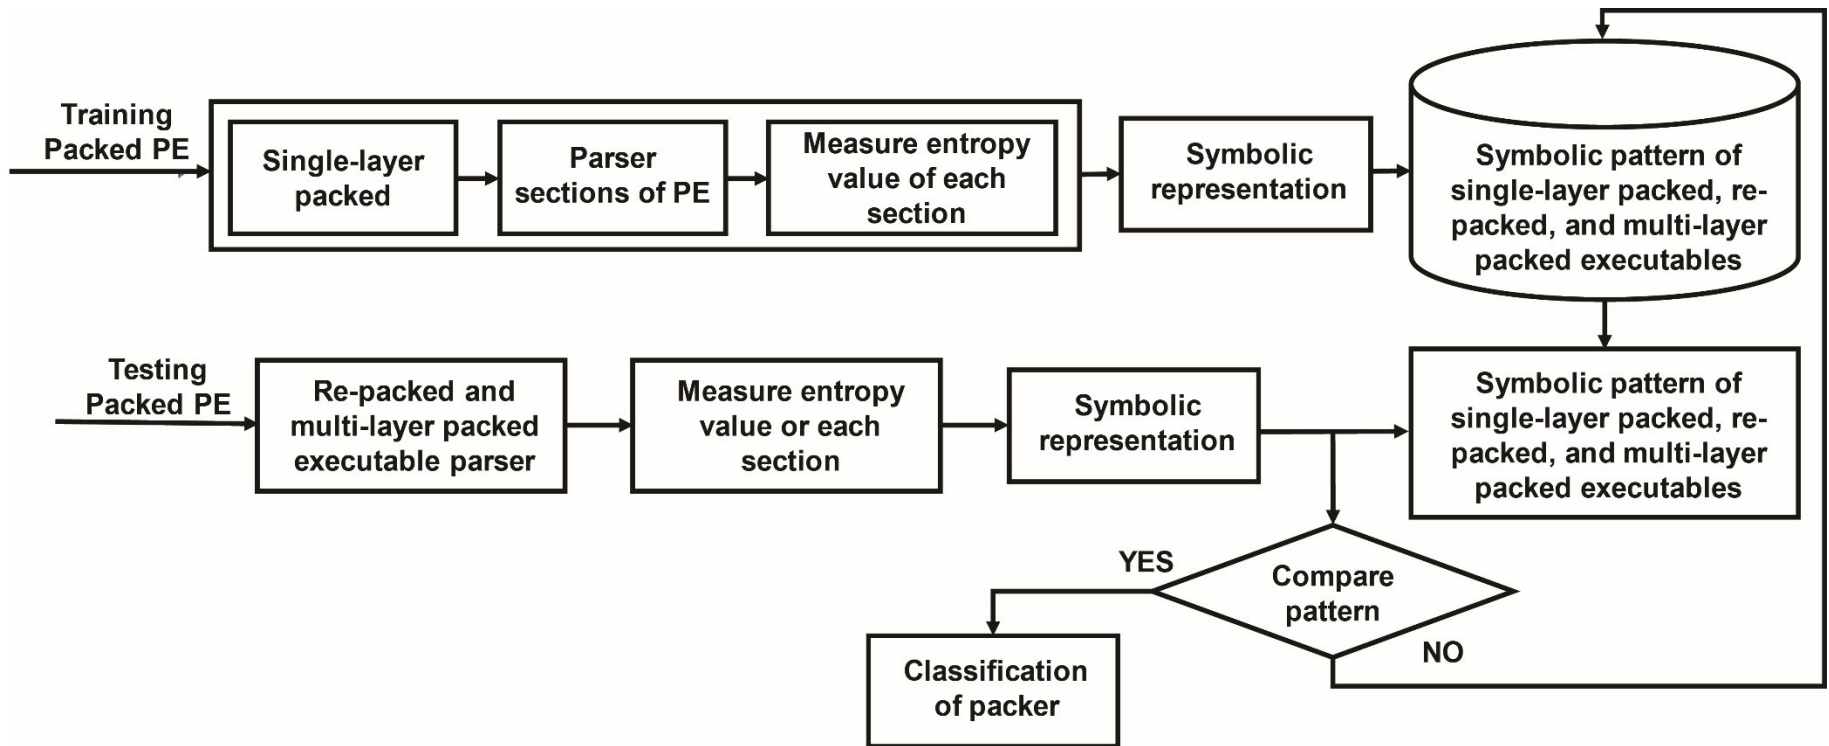 Training
Packed PE
Single-layer
packed
Parser
sections of PE
Measure entropy
value of each
section
Symbolic
representation
Symbolic pattern of
single-layer packed, re-
packed, and multi-layer
packed executables
Testing
Packed PE
Re-packed and
multi-layer packed
executable parser
Measure entropy
value or each
section
Symbolic
representation
Symbolic pattern of
single-layer packed, re-
packed, and multi-layer
packed executables
YES
Compare
pattern
NO
Classification
of packer